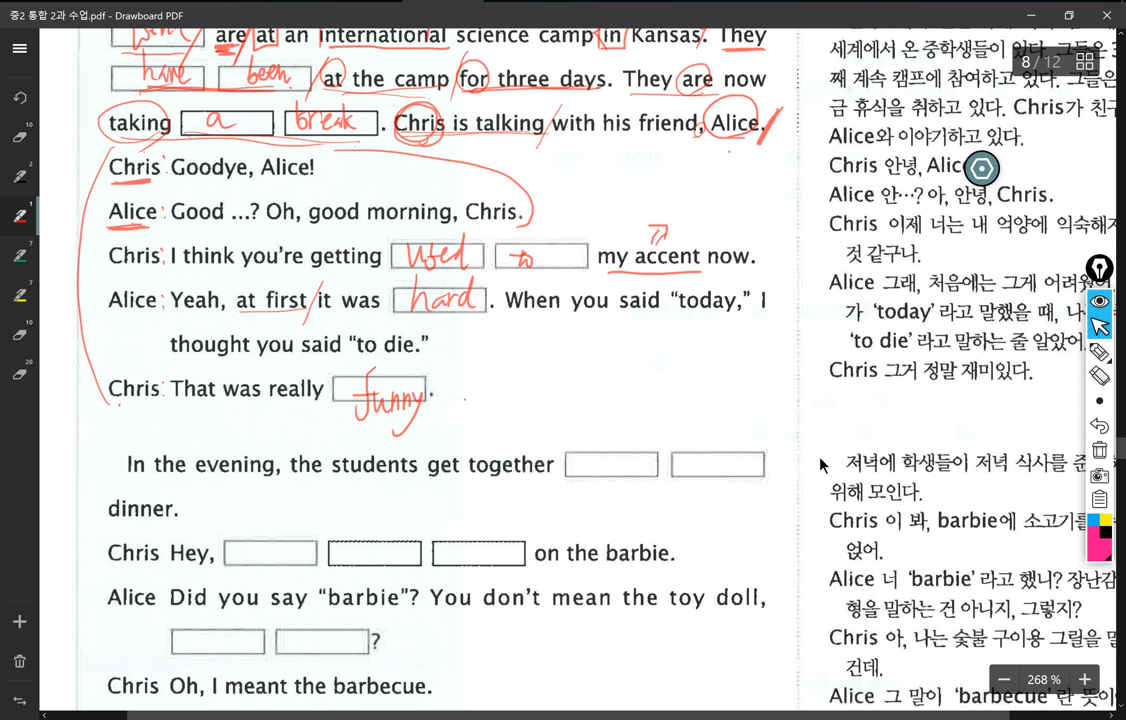 중2 통합 2과 수업.pdf - Drawboard PDF
are at an international science camp in Kansas. They
have been at the camp for three days. They are now
taking a break. Chris is talking with his friend, Alice.
Chris: Goodye, Alice!
Alice: Good ...? Oh, good morning, Chris.
Chris: I think you're getting used to my accent now.
Alice: Yeah, at first it was hard. When you said "today," I
thought you said "to die."
Chris: That was really funny.
In the evening, the students get together
dinner.
Chris Hey, on the barbie.
Alice Did you say "barbie"? You don't mean the toy doll,
?
Chris Oh, I meant the barbecue.
세계에서 온 중학생들이 있다. 그들은 3
째 계속 캠프에 참여하고 있다. 그들은
금 휴식을 취하고 있다. Chris가 친구
Alice와 이야기하고 있다.
Chris 안녕, Alic
Alice 안…? 아, 안녕, Chris.
Chris 이제 너는 내 억양에 익숙해져
것 같구나.
Alice 그래, 처음에는 그게 어려웠어
가 'today' 라고 말했을 때, 나
'to die' 라고 말하는 줄 알았어.
Chris 그거 정말 재미있다.
저녁에 학생들이 저녁 식사를 준
위해 모인다.
Chris 이 봐, barbie에 소고기를
얹어.
Alice 너 'barbie' 라고 했니? 장난감
형을 말하는 건 아니지, 그렇지?
Chris 아, 나는 숯불 구이용 그릴을 말
건데.
Alice 그 말이 'barbecue' 란 뜻이
8 / 12
268 %
10
2
1
7
7
10
20